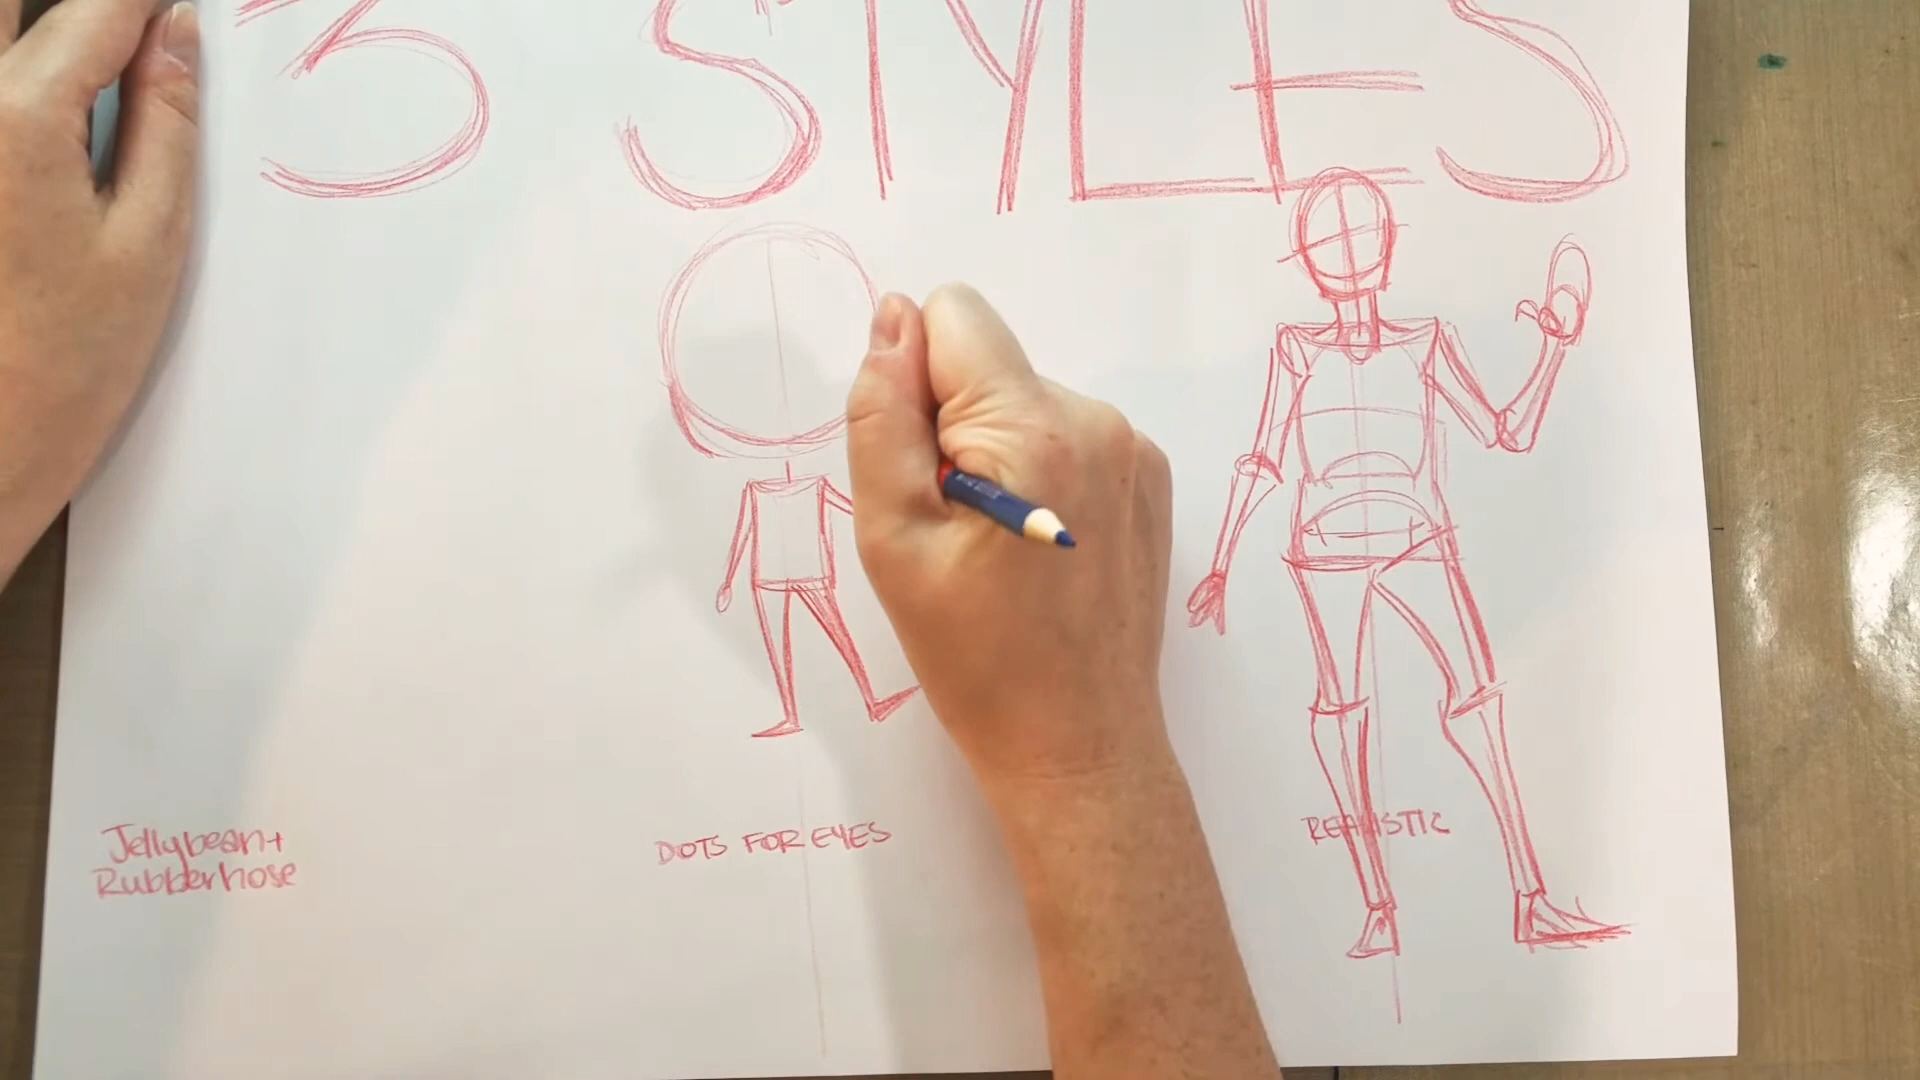 3 STYLES
Jellybean+
Rubberhose
DOTS FOR EYES
REALISTIC